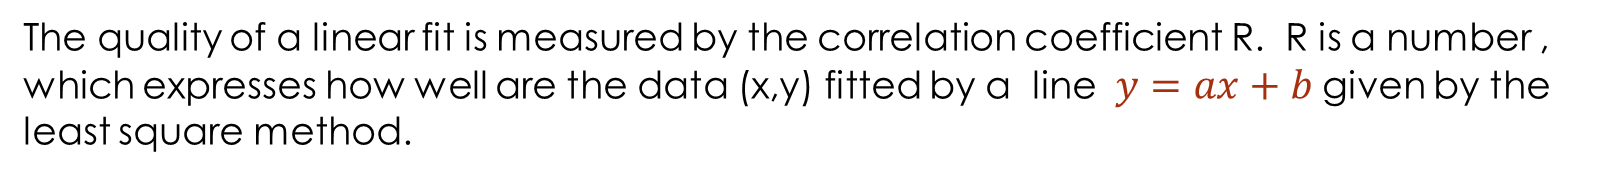 The quality of a linear fit is measured by the correlation coefficient R. R is a number,
which expresses how well are the data (x,y) fitted by a line y = ax + b given by the
least square method.